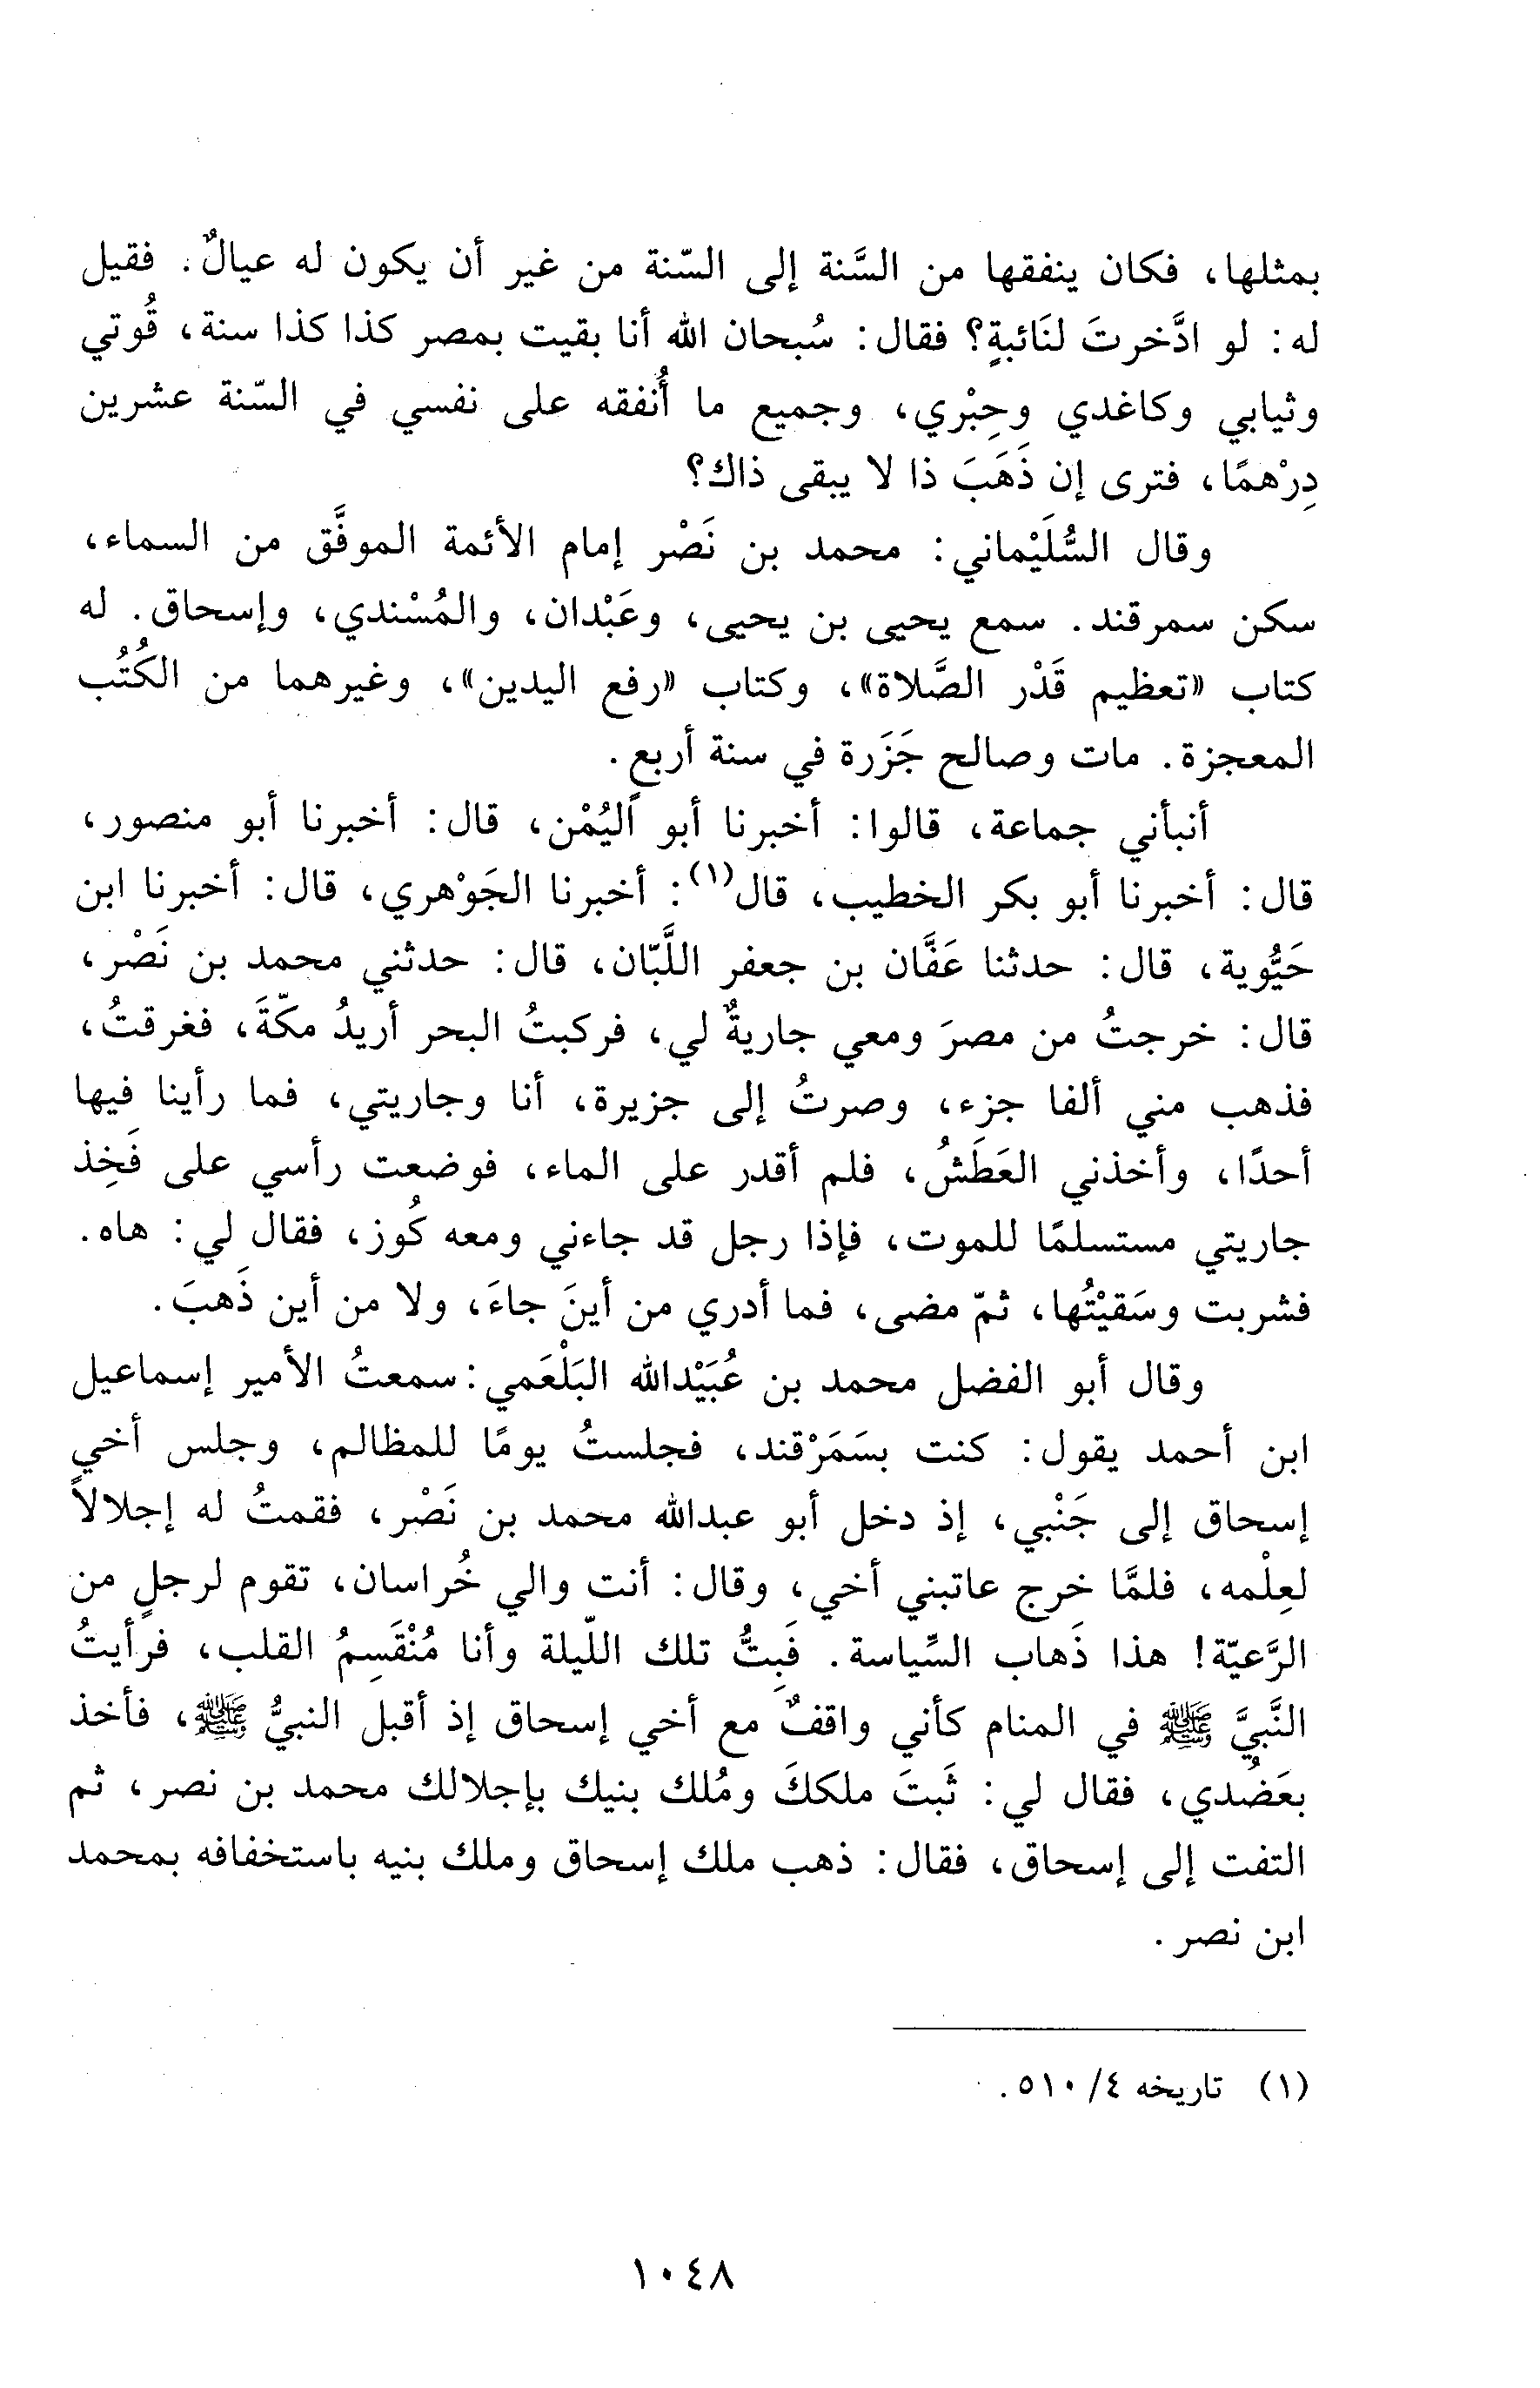 بمثلها، فكان ينفقها من السَّنة إلى السّنة من غير أن يكون له عيالٌ. فقيل
له: لو ادَّخرتَ لنَائبةٍ؟ فقال: سُبحان الله أنا بقيت بمصر كذا كذا سنة، قُوتي
وثيابي وكاغدي وحِبْري، وجميع ما أُنفقه على نفسي في السّنة عشرين
دِرْهمًا، فترى إن ذَهَبَ ذا لا يبقى ذاك؟
وقال السُّلَيْماني: محمد بن نَصْر إمام الأئمة الموفَّق من السماء،
سكن سمرقند. سمع يحيى بن يحيى، وعَبْدان، والمُسْندي، وإسحاق. له
كتاب «تعظيم قَدْر الصَّلاة»، وكتاب «رفع اليدين»، وغيرهما من الكُتُب
المعجزة. مات وصالح جَزَرة في سنة أربع.
أنبأني جماعة، قالوا: أخبرنا أبو اليُمْن، قال: أخبرنا أبو منصور،
قال: أخبرنا أبو بكر الخطيب، قال(١): أخبرنا الجَوْهري، قال: أخبرنا ابن
حَيُّوية، قال: حدثنا عَفَّان بن جعفر اللَّبّان، قال: حدثني محمد بن نَصْر،
قال: خرجتُ من مصرَ ومعي جاريةٌ لي، فركبتُ البحر أريدُ مكّةَ، فغرقتُ،
فذهب مني ألفا جزء، وصرتُ إلى جزيرة، أنا وجاريتي، فما رأينا فيها
أحدًا، وأخذني العَطَشُ، فلم أقدر على الماء، فوضعت رأسي على فَخِذ
جاريتي مستسلمًا للموت، فإذا رجل قد جاءني ومعه كُوز، فقال لي: هاه.
فشربت وسَقيْتُها، ثمّ مضى، فما أدري من أينَ جاءَ، ولا من أين ذَهبَ.
وقال أبو الفضل محمد بن عُبَيْدالله البَلْعَمي: سمعتُ الأمير إسماعيل
ابن أحمد يقول: كنت بسَمَرْقند، فجلستُ يومًا للمظالم، وجلس أخي
إسحاق إلى جَنْبي، إذ دخل أبو عبدالله محمد بن نَصْر، فقمتُ له إجلالاً
لعِلْمه، فلمَّا خرج عاتبني أخي، وقال: أنت والي خُراسان، تقوم لرجلٍ من
الرَّعيّة! هذا ذَهاب السِّياسة. فَبِتُّ تلك اللّيلة وأنا مُنْقَسِمُ القلب، فرأيتُ
النَّبيَّ ﷺ في المنام كأني واقفٌ مع أخي إسحاق إذ أقبل النبيُّ ﷺ، فأخذ
بعَضُدي، فقال لي: ثَبتَ ملككَ ومُلك بنيك بإجلالك محمد بن نصر، ثم
التفت إلى إسحاق، فقال: ذهب ملك إسحاق وملك بنيه باستخفافه بمحمد
ابن نصر.
(١) تاريخه ٤/ ٥١٠.
١٠٤٨